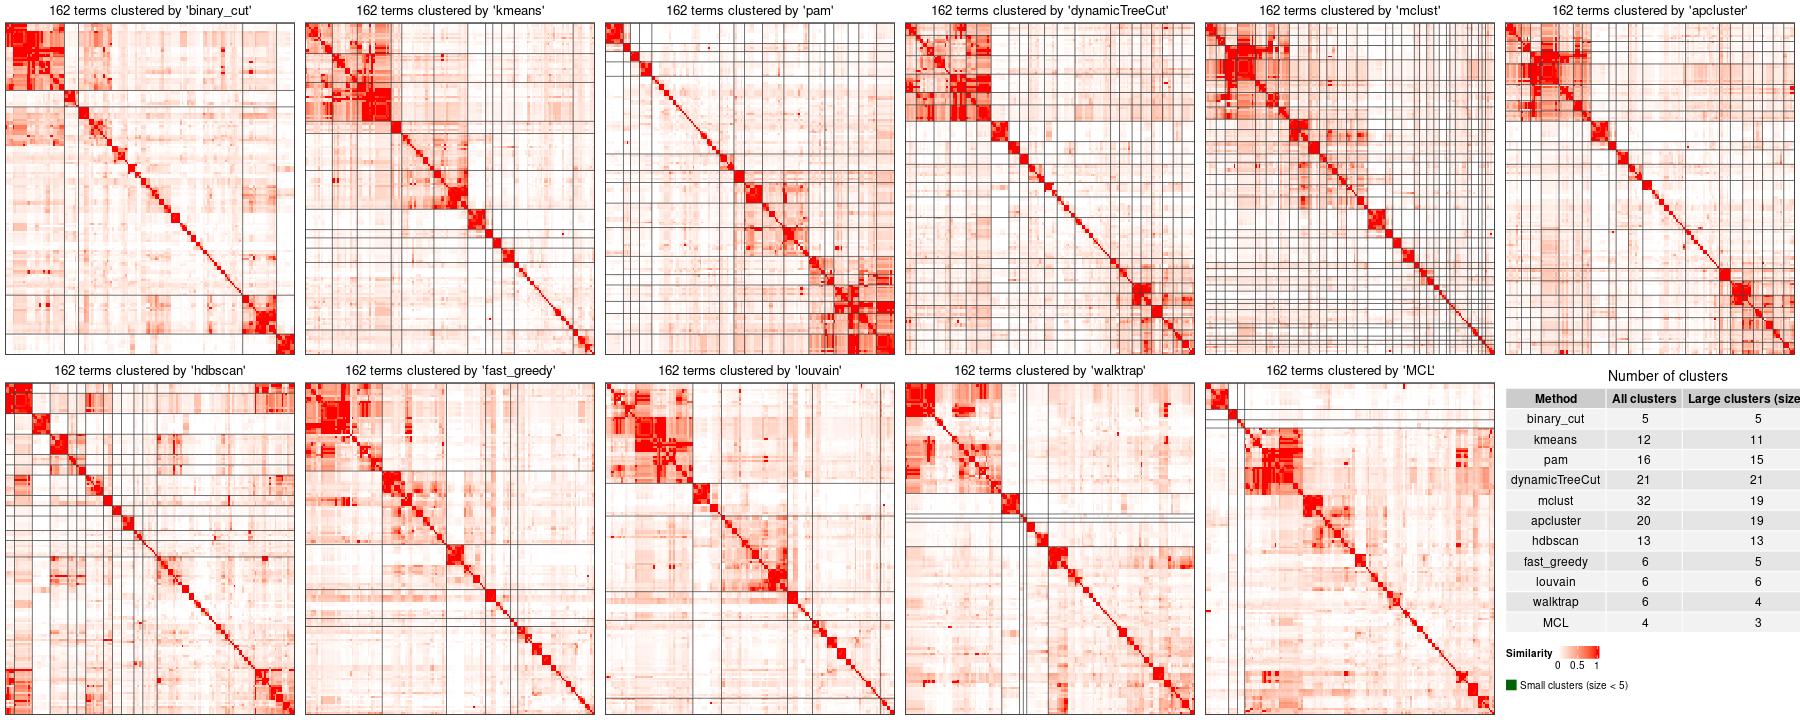 162 terms clustered by 'binary_cut'
162 terms clustered by 'kmeans'
162 terms clustered by 'pam'
162 terms clustered by 'dynamicTreeCut'
162 terms clustered by 'mclust'
162 terms clustered by 'apcluster'
162 terms clustered by 'hdbscan'
162 terms clustered by 'fast_greedy'
162 terms clustered by 'louvain'
162 terms clustered by 'walktrap'
162 terms clustered by 'MCL'
Number of clusters
Method All clusters Large clusters (size
binary_cut 5 5
kmeans 12 11
pam 16 15
dynamicTreeCut 21 21
mclust 32 19
apcluster 20 19
hdbscan 13 13
fast_greedy 6 5
louvain 6 6
walktrap 6 4
MCL 4 3
Similarity
0 0.5 1
Small clusters (size < 5)